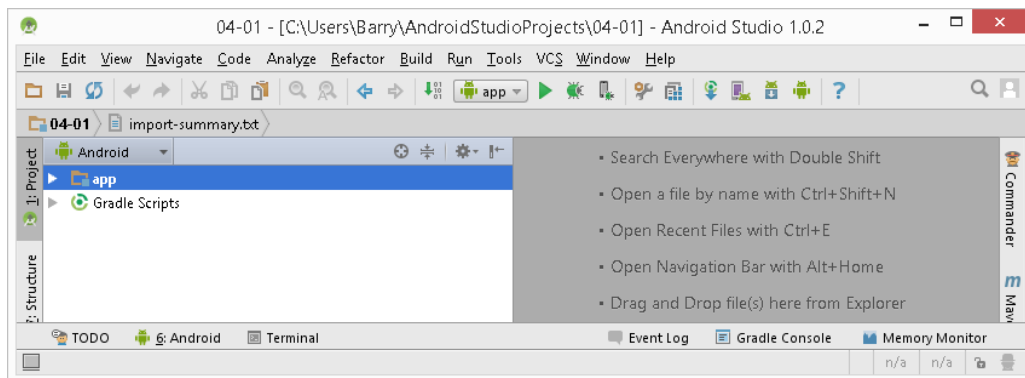 04-01 - [C:\Users\Barry\AndroidStudioProjects\04-01] - Android Studio 1.0.2
File Edit View Navigate Code Analyze Refactor Build Run Tools VCS Window Help
app
?
04-01 import-summary.txt
Android
1: Project
app
Gradle Scripts
7: Structure
▪ Search Everywhere with Double Shift
▪ Open a file by name with Ctrl+Shift+N
▪ Open Recent Files with Ctrl+E
▪ Open Navigation Bar with Alt+Home
▪ Drag and Drop file(s) here from Explorer
Commander
m
TODO 6: Android Terminal Event Log Gradle Console Memory Monitor
n/a n/a